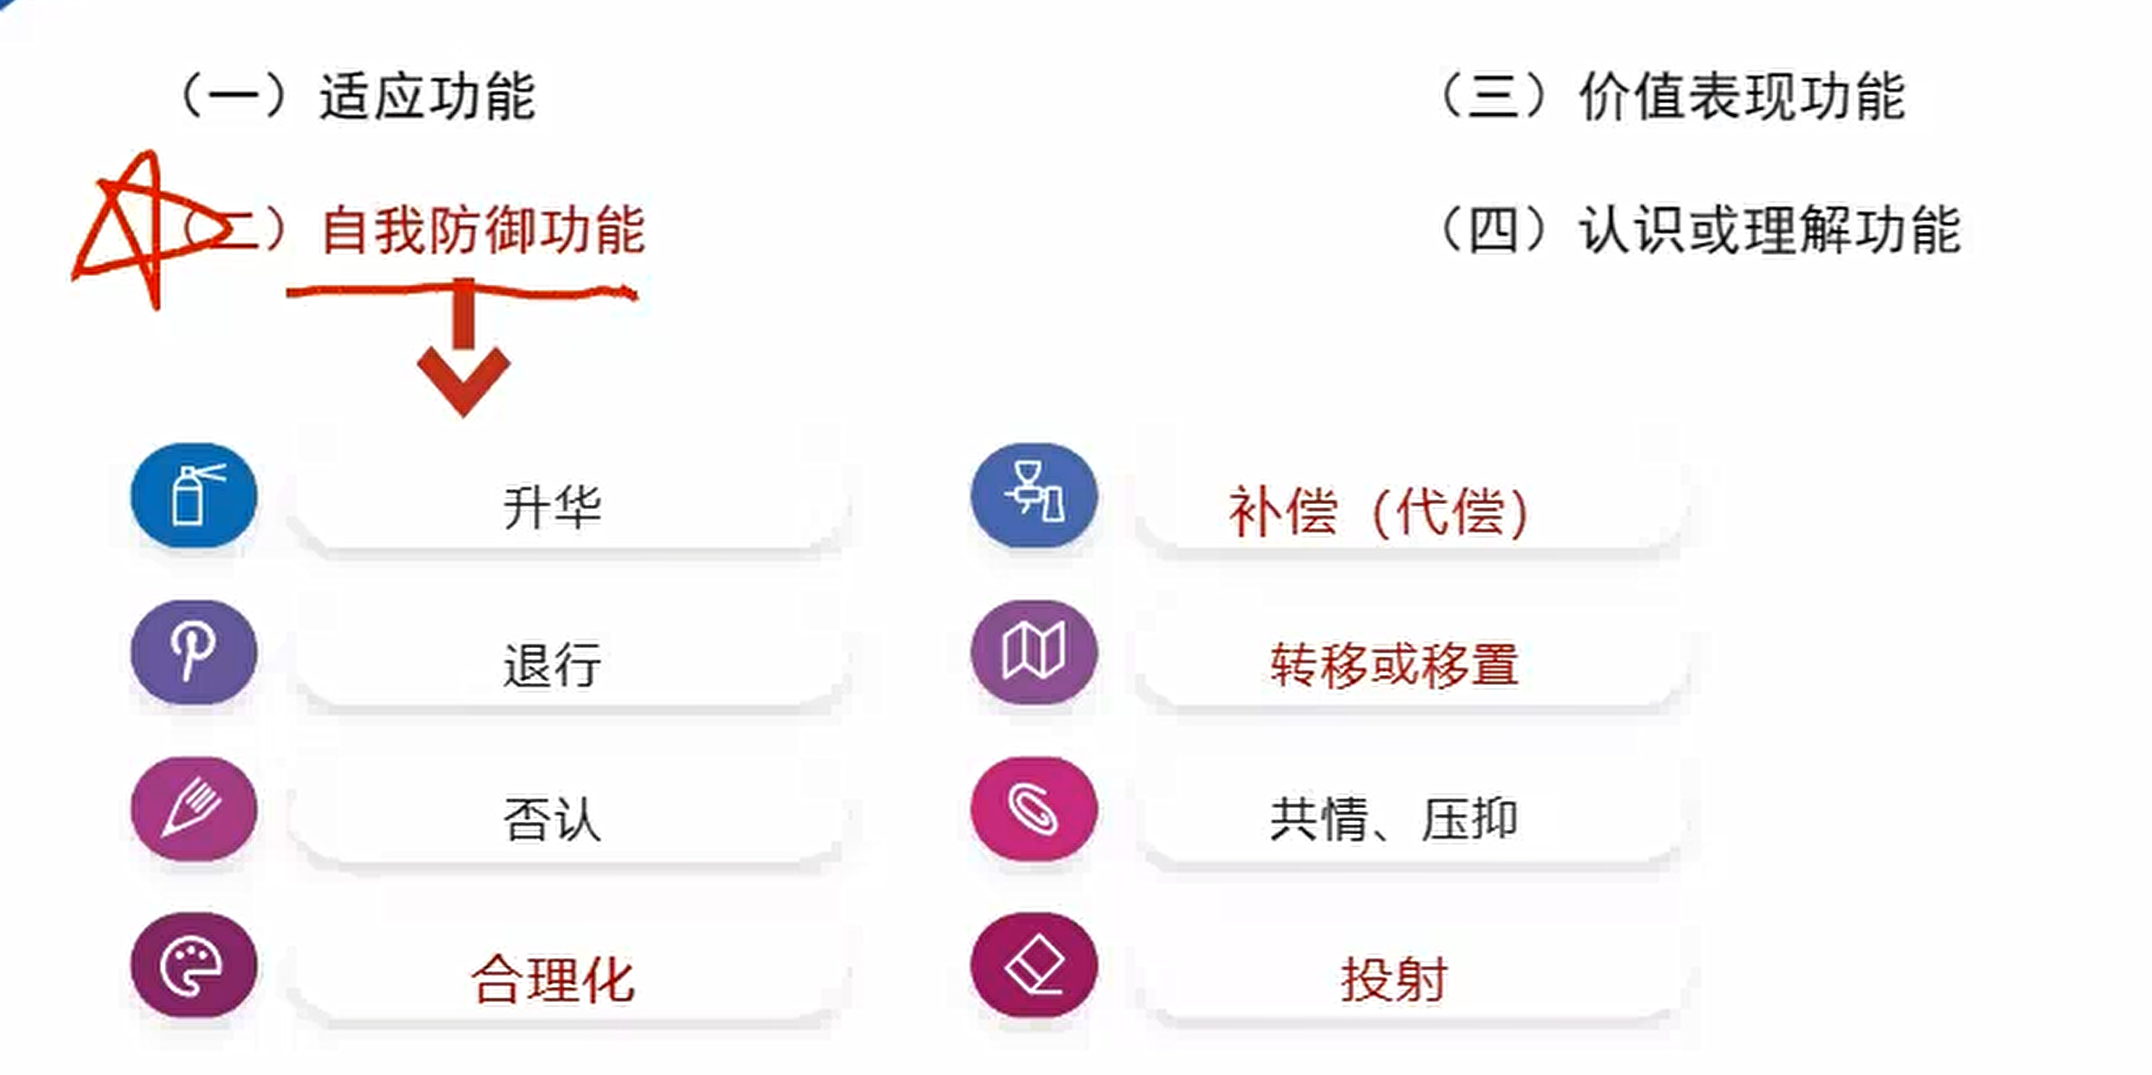 （一）适应功能
（二）自我防御功能
（三）价值表现功能
（四）认识或理解功能
升华
补偿（代偿）
退行
转移或移置
否认
共情、压抑
合理化
投射